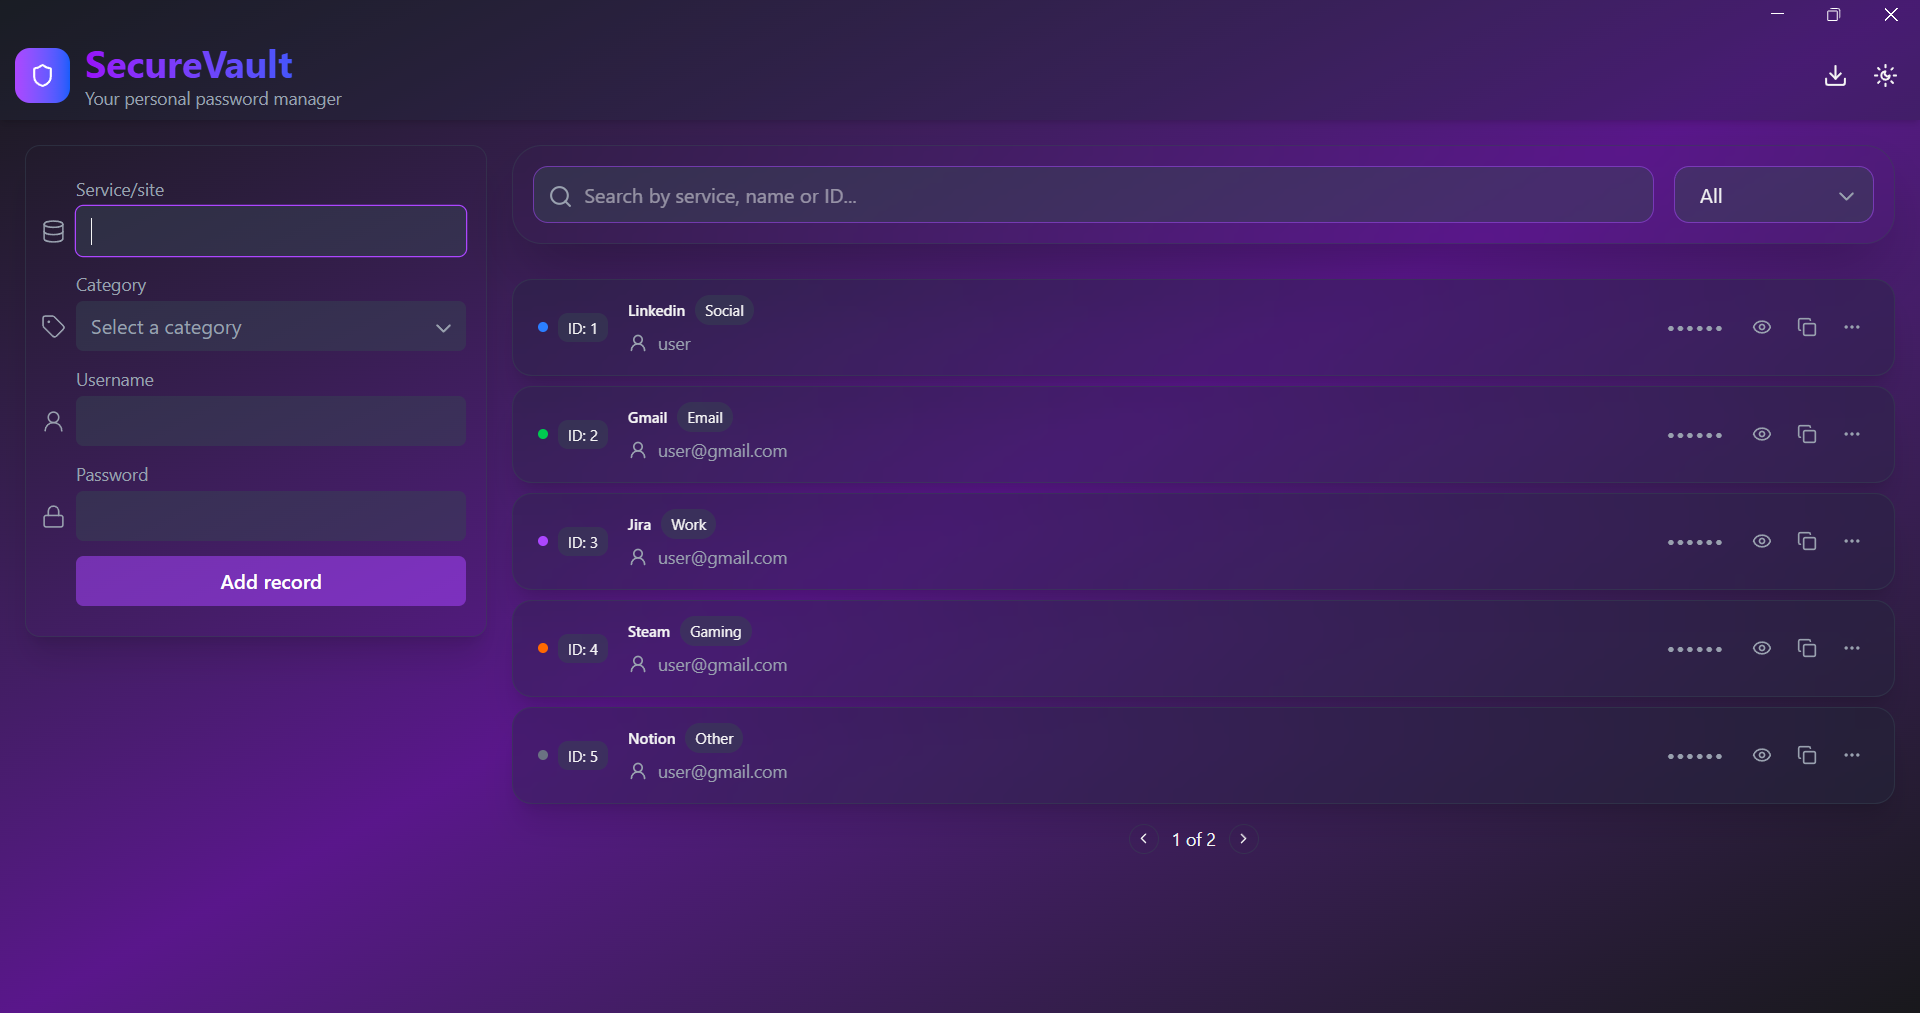 SecureVault
Your personal password manager
Service/site
Category
Select a category
Username
Password
Add record
Search by service, name or ID...
All
ID: 1
Linkedin Social
user
••••••
ID: 2
Gmail Email
user@gmail.com
••••••
ID: 3
Jira Work
user@gmail.com
••••••
ID: 4
Steam Gaming
user@gmail.com
••••••
ID: 5
Notion Other
user@gmail.com
••••••
1 of 2